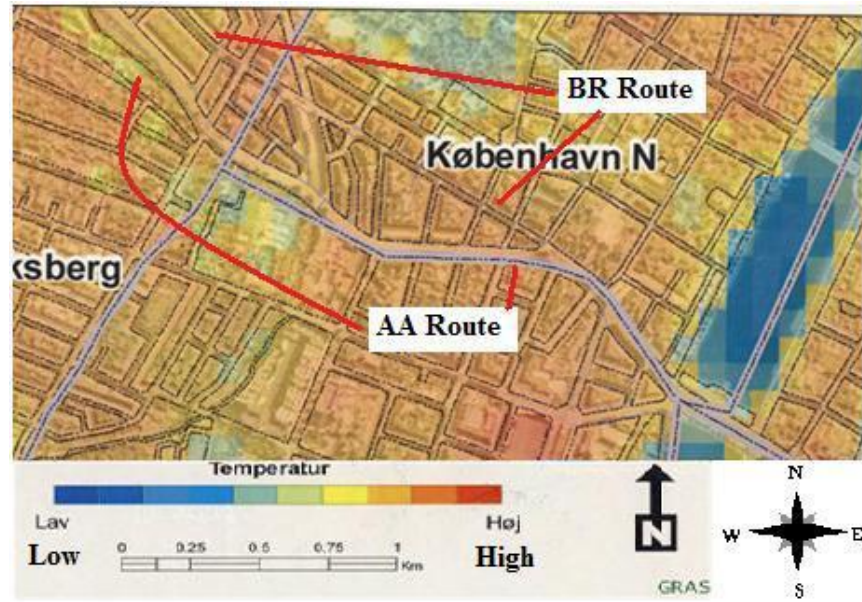 BR Route
København N
ksberg
AA Route
Temperatur
Lav
Høj
Low
0 0.25 0.5 0.75 1
Km
High
N
GRAS
N
W E
S